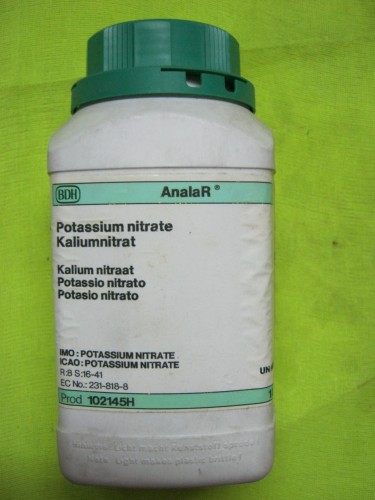 BDH AnalaR ®
Potassium nitrate
Kaliumnitrat
Kalium nitraat
Potassio nitrato
Potasio nitrato
IMO : POTASSIUM NITRATE
ICAO: POTASSIUM NITRATE
R:8 S:16-41
UN
EC No.: 231-818-8
Prod 102145H